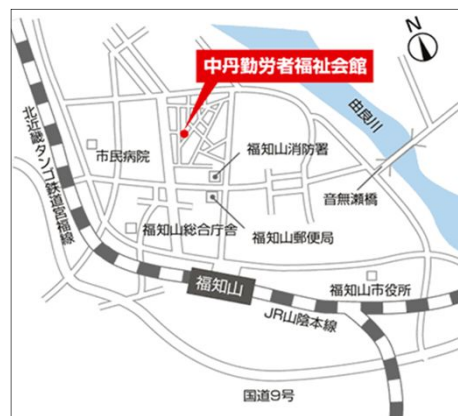 N
中丹勤労者福祉会館
由良川
北近畿タンゴ鉄道宮福線
市民病院
福知山消防署
音無瀬橋
福知山総合庁舎
福知山郵便局
福知山
福知山市役所
JR山陰本線
国道9号